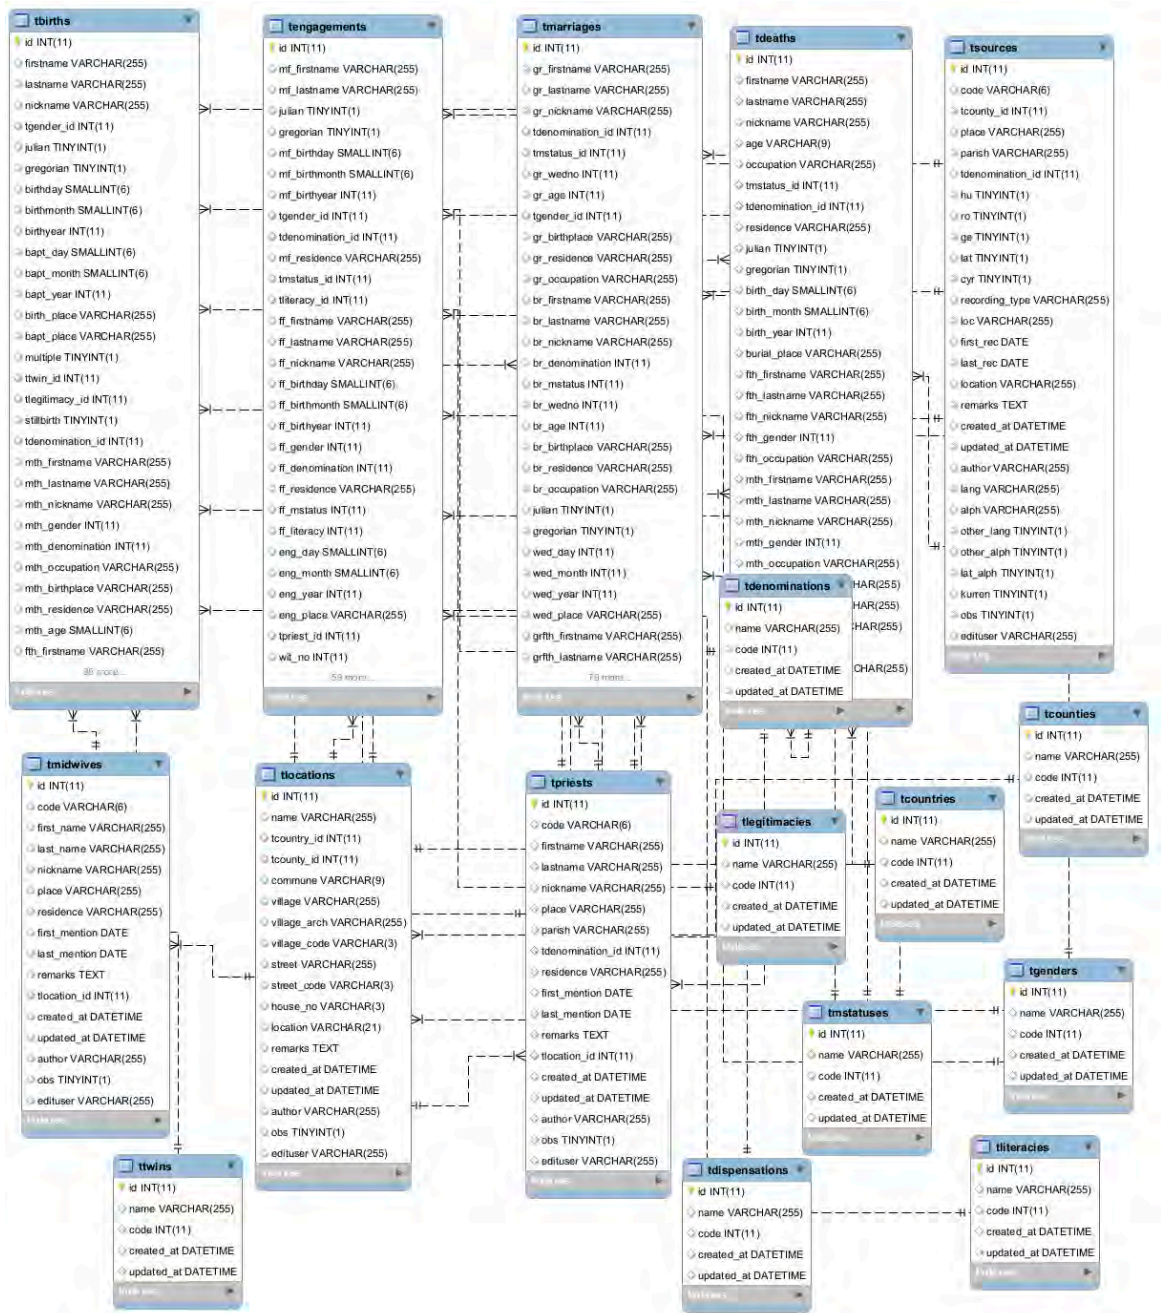 tbirths
id INT(11)
firstname VARCHAR(255)
lastname VARCHAR(255)
nickname VARCHAR(255)
tgender_id INT(11)
julian TINYINT(1)
gregorian TINYINT(1)
birthday SMALLINT(6)
birthmonth SMALLINT(6)
birthyear INT(11)
bapt_day SMALLINT(6)
bapt_month SMALLINT(6)
bapt_year INT(11)
birth_place VARCHAR(255)
bapt_place VARCHAR(255)
multiple TINYINT(1)
ttwin_id INT(11)
tlegitimacy_id INT(11)
stillbirth TINYINT(1)
tdenomination_id INT(11)
mth_firstname VARCHAR(255)
mth_lastname VARCHAR(255)
mth_nickname VARCHAR(255)
mth_gender INT(11)
mth_denomination INT(11)
mth_occupation VARCHAR(255)
mth_birthplace VARCHAR(255)
mth_residence VARCHAR(255)
mth_age SMALLINT(6)
fth_firstname VARCHAR(255)
more...
tengagements
id INT(11)
mf_firstname VARCHAR(255)
mf_lastname VARCHAR(255)
julian TINYINT(1)
gregorian TINYINT(1)
mf_birthday SMALLINT(6)
mf_birthmonth SMALLINT(6)
mf_birthyear INT(11)
tgender_id INT(11)
tdenomination_id INT(11)
mf_residence VARCHAR(255)
tmstatus_id INT(11)
tliteracy_id INT(11)
ff_firstname VARCHAR(255)
ff_lastname VARCHAR(255)
ff_nickname VARCHAR(255)
ff_birthday SMALLINT(6)
ff_birthmonth SMALLINT(6)
ff_birthyear INT(11)
ff_gender INT(11)
ff_denomination INT(11)
ff_residence VARCHAR(255)
ff_mstatus INT(11)
ff_literacy INT(11)
eng_day SMALLINT(6)
eng_month SMALLINT(6)
eng_year INT(11)
eng_place VARCHAR(255)
tpriest_id INT(11)
wit_no INT(11)
59 more...
tmarriages
id INT(11)
gr_firstname VARCHAR(255)
gr_lastname VARCHAR(255)
gr_nickname VARCHAR(255)
tdenomination_id INT(11)
tmstatus_id INT(11)
gr_wedno INT(11)
gr_age INT(11)
tgender_id INT(11)
gr_birthplace VARCHAR(255)
gr_residence VARCHAR(255)
gr_occupation VARCHAR(255)
br_firstname VARCHAR(255)
br_lastname VARCHAR(255)
br_nickname VARCHAR(255)
br_denomination INT(11)
br_mstatus INT(11)
br_wedno INT(11)
br_age INT(11)
br_birthplace VARCHAR(255)
br_residence VARCHAR(255)
br_occupation VARCHAR(255)
julian TINYINT(1)
gregorian TINYINT(1)
wed_day INT(11)
wed_month INT(11)
wed_year INT(11)
wed_place VARCHAR(255)
grfth_firstname VARCHAR(255)
grfth_lastname VARCHAR(255)
more...
tdeaths
id INT(11)
firstname VARCHAR(255)
lastname VARCHAR(255)
nickname VARCHAR(255)
age VARCHAR(9)
occupation VARCHAR(255)
tmstatus_id INT(11)
tdenomination_id INT(11)
residence VARCHAR(255)
julian TINYINT(1)
gregorian TINYINT(1)
birth_day SMALLINT(6)
birth_month SMALLINT(6)
birth_year INT(11)
burial_place VARCHAR(255)
fth_firstname VARCHAR(255)
fth_lastname VARCHAR(255)
fth_nickname VARCHAR(255)
fth_gender INT(11)
fth_occupation VARCHAR(255)
mth_firstname VARCHAR(255)
mth_lastname VARCHAR(255)
mth_nickname VARCHAR(255)
mth_gender INT(11)
mth_occupation VARCHAR(255)
HAR(255)
HAR(255)
CHAR(255)
CHAR(255)
tsources
id INT(11)
code VARCHAR(6)
tcounty_id INT(11)
place VARCHAR(255)
parish VARCHAR(255)
tdenomination_id INT(11)
hu TINYINT(1)
ro TINYINT(1)
ge TINYINT(1)
lat TINYINT(1)
cyr TINYINT(1)
recording_type VARCHAR(255)
loc VARCHAR(255)
first_rec DATE
last_rec DATE
location VARCHAR(255)
remarks TEXT
created_at DATETIME
updated_at DATETIME
author VARCHAR(255)
lang VARCHAR(255)
alph VARCHAR(255)
other_lang TINYINT(1)
other_alph TINYINT(1)
lat_alph TINYINT(1)
kurren TINYINT(1)
obs TINYINT(1)
edituser VARCHAR(255)
tdenominations
id INT(11)
name VARCHAR(255)
code INT(11)
created_at DATETIME
updated_at DATETIME
tmidwives
id INT(11)
code VARCHAR(6)
first_name VARCHAR(255)
last_name VARCHAR(255)
nickname VARCHAR(255)
place VARCHAR(255)
residence VARCHAR(255)
first_mention DATE
last_mention DATE
remarks TEXT
tlocation_id INT(11)
created_at DATETIME
updated_at DATETIME
author VARCHAR(255)
obs TINYINT(1)
edituser VARCHAR(255)
tlocations
id INT(11)
name VARCHAR(255)
tcountry_id INT(11)
tcounty_id INT(11)
commune VARCHAR(9)
village VARCHAR(255)
village_arch VARCHAR(255)
village_code VARCHAR(3)
street VARCHAR(255)
street_code VARCHAR(3)
house_no VARCHAR(3)
location VARCHAR(21)
remarks TEXT
created_at DATETIME
updated_at DATETIME
author VARCHAR(255)
obs TINYINT(1)
edituser VARCHAR(255)
tpriests
id INT(11)
code VARCHAR(6)
firstname VARCHAR(255)
lastname VARCHAR(255)
nickname VARCHAR(255)
place VARCHAR(255)
parish VARCHAR(255)
tdenomination_id INT(11)
residence VARCHAR(255)
first_mention DATE
last_mention DATE
remarks TEXT
tlocation_id INT(11)
created_at DATETIME
updated_at DATETIME
author VARCHAR(255)
obs TINYINT(1)
edituser VARCHAR(255)
tlegitimacies
id INT(11)
name VARCHAR(255)
code INT(11)
created_at DATETIME
updated_at DATETIME
tcountries
id INT(11)
name VARCHAR(255)
code INT(11)
created_at DATETIME
updated_at DATETIME
tcounties
id INT(11)
name VARCHAR(255)
code INT(11)
created_at DATETIME
updated_at DATETIME
tgenders
id INT(11)
name VARCHAR(255)
code INT(11)
created_at DATETIME
updated_at DATETIME
tmstatuses
id INT(11)
name VARCHAR(255)
code INT(11)
created_at DATETIME
updated_at DATETIME
ttwins
id INT(11)
name VARCHAR(255)
code INT(11)
created_at DATETIME
updated_at DATETIME
tdispensations
id INT(11)
name VARCHAR(255)
code INT(11)
created_at DATETIME
updated_at DATETIME
tliteracies
id INT(11)
name VARCHAR(255)
code INT(11)
created_at DATETIME
updated_at DATETIME